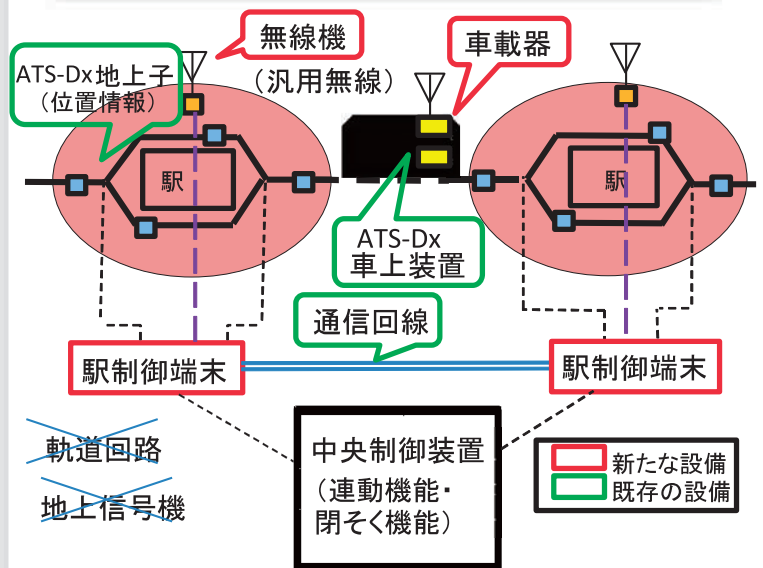 無線機
(汎用無線)
車載器
ATS-Dx地上子
(位置情報)
駅
駅
ATS-Dx
車上装置
通信回線
駅制御端末
駅制御端末
軌道回路
地上信号機
中央制御装置
(連動機能・
閉そく機能)
新たな設備
既存の設備